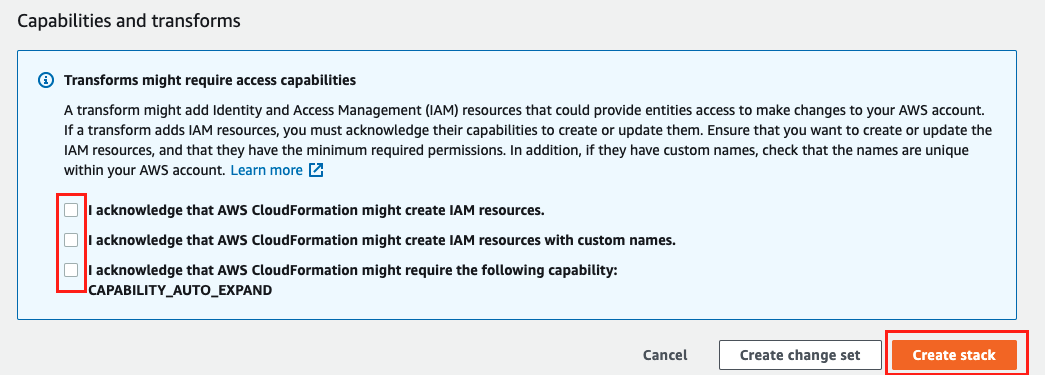 Capabilities and transforms
Transforms might require access capabilities
A transform might add Identity and Access Management (IAM) resources that could provide entities access to make changes to your AWS account.
If a transform adds IAM resources, you must acknowledge their capabilities to create or update them. Ensure that you want to create or update the
IAM resources, and that they have the minimum required permissions. In addition, if they have custom names, check that the names are unique
within your AWS account. Learn more
I acknowledge that AWS CloudFormation might create IAM resources.
I acknowledge that AWS CloudFormation might create IAM resources with custom names.
I acknowledge that AWS CloudFormation might require the following capability:
CAPABILITY_AUTO_EXPAND
Cancel Create change set Create stack